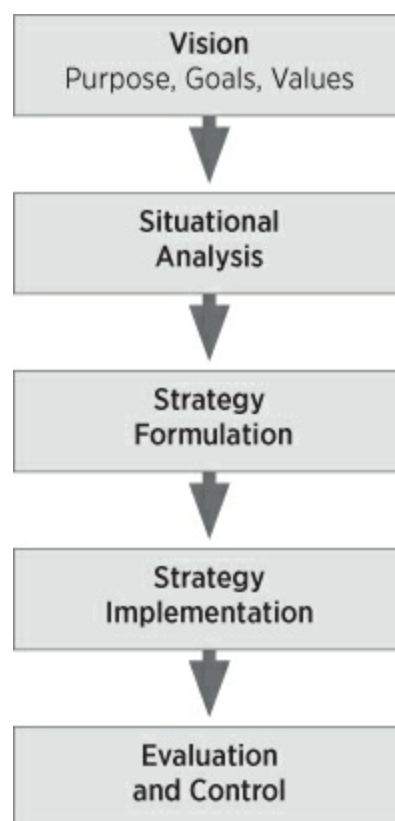 Vision
Purpose, Goals, Values
Situational
Analysis
Strategy
Formulation
Strategy
Implementation
Evaluation
and Control